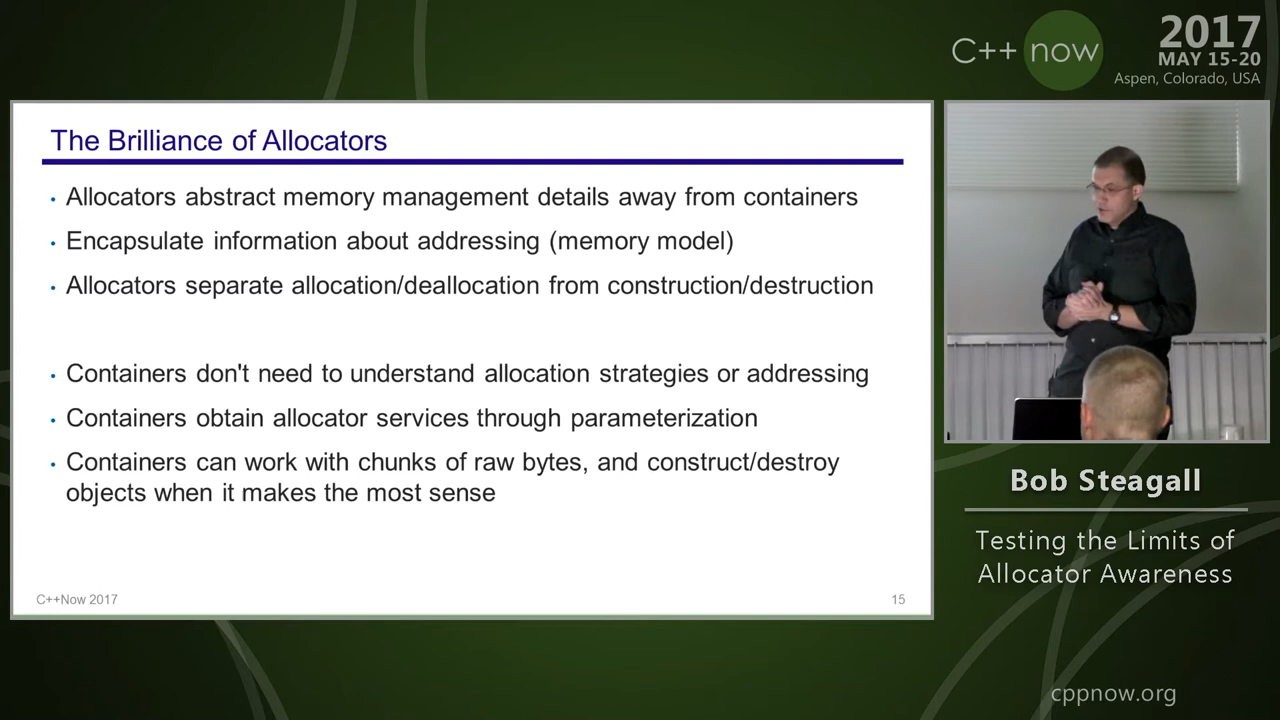 C++ now
2017
MAY 15-20
Aspen, Colorado, USA
The Brilliance of Allocators
• Allocators abstract memory management details away from containers
• Encapsulate information about addressing (memory model)
• Allocators separate allocation/deallocation from construction/destruction
• Containers don't need to understand allocation strategies or addressing
• Containers obtain allocator services through parameterization
• Containers can work with chunks of raw bytes, and construct/destroy
objects when it makes the most sense
C++Now 2017
15
Bob Steagall
Testing the Limits of
Allocator Awareness
cppnow.org